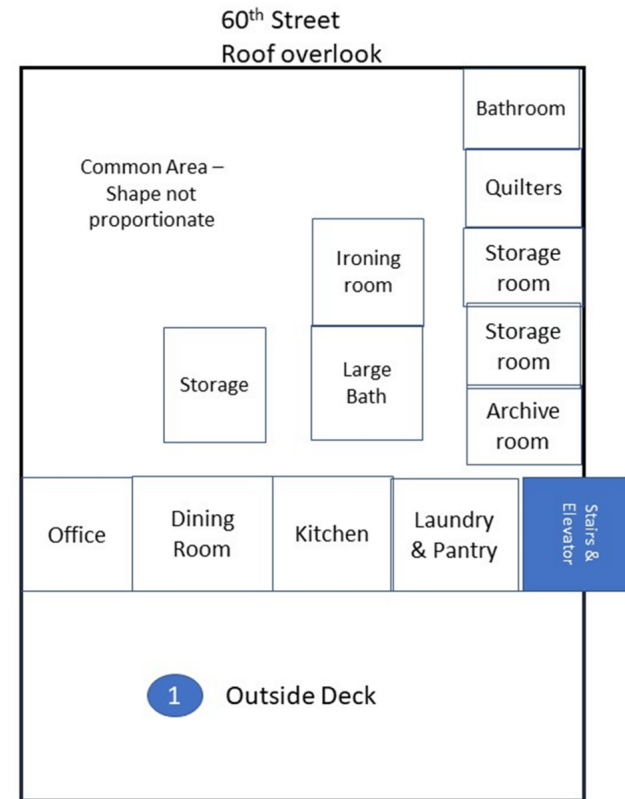 60th Street
Roof overlook
Bathroom
Common Area –
Shape not
proportionate
Quilters
Ironing
room
Storage
room
Storage
room
Storage
Large
Bath
Archive
room
Office
Dining
Room
Kitchen
Laundry
& Pantry
Stairs &
Elevator
1 Outside Deck